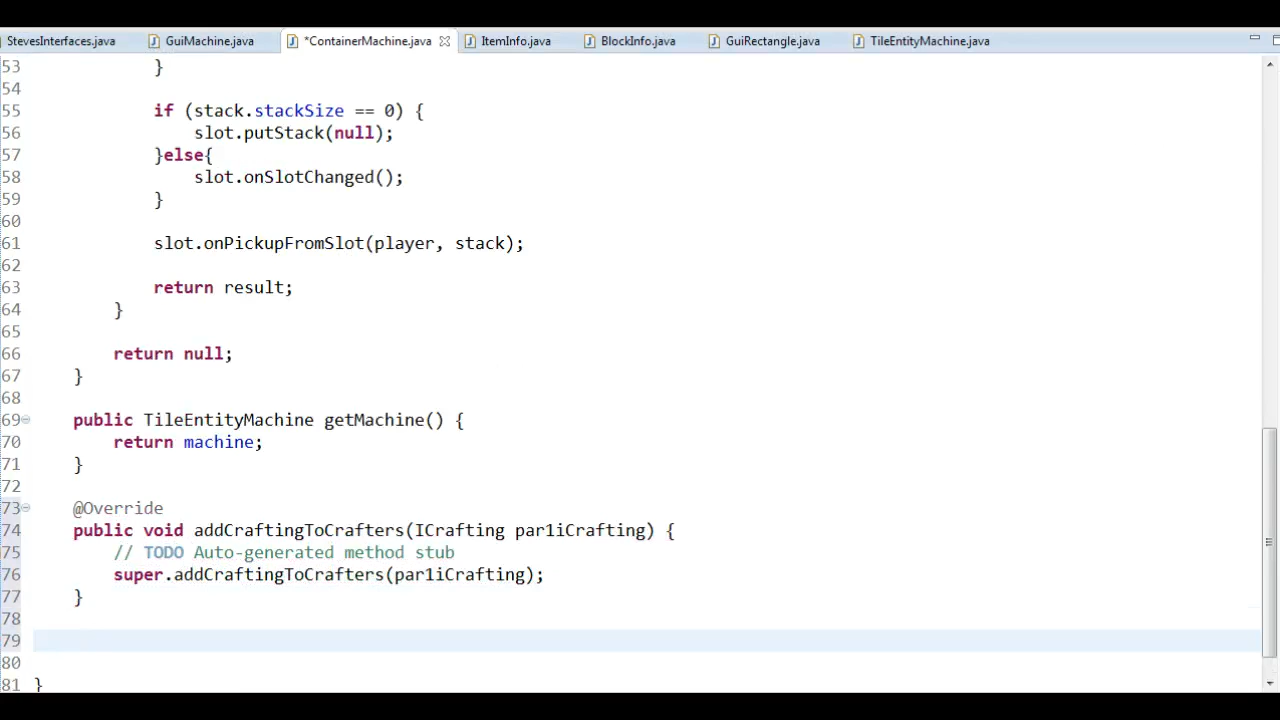 StevesInterfaces.java GuiMachine.java *ContainerMachine.java ItemInfo.java BlockInfo.java GuiRectangle.java TileEntityMachine.java
53 }
54
55 if (stack.stackSize == 0) {
56 slot.putStack(null);
57 }else{
58 slot.onSlotChanged();
59 }
60
61 slot.onPickupFromSlot(player, stack);
62
63 return result;
64 }
65
66 return null;
67 }
68
69 public TileEntityMachine getMachine() {
70 return machine;
71 }
72
73 @Override
74 public void addCraftingToCrafters(ICrafting par1iCrafting) {
75 // TODO Auto-generated method stub
76 super.addCraftingToCrafters(par1iCrafting);
77 }
78
79
80
81 }